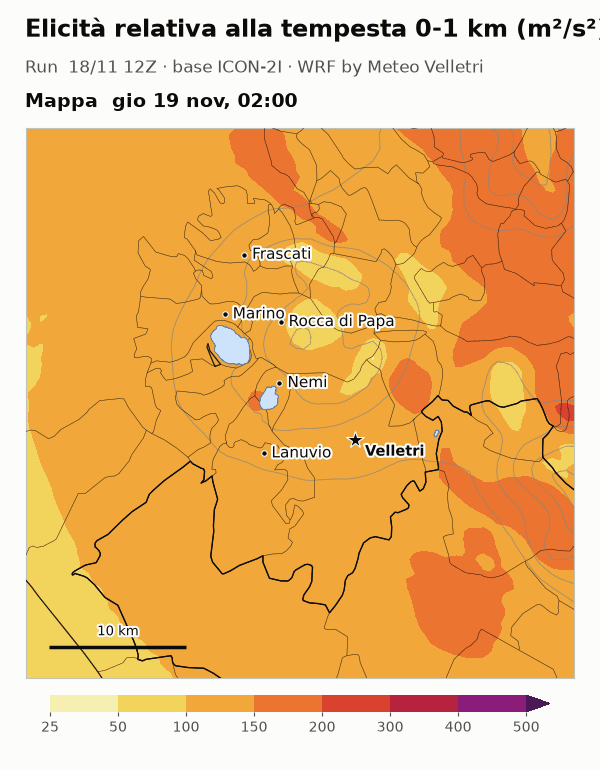 Elicità relativa alla tempesta 0-1 km (m²/s²)
Run 18/11 12Z · base ICON-2I · WRF by Meteo Velletri
Mappa gio 19 nov, 02:00
Frascati
Marino
Rocca di Papa
Nemi
Velletri
Lanuvio
10 km
25 50 100 150 200 300 400 500